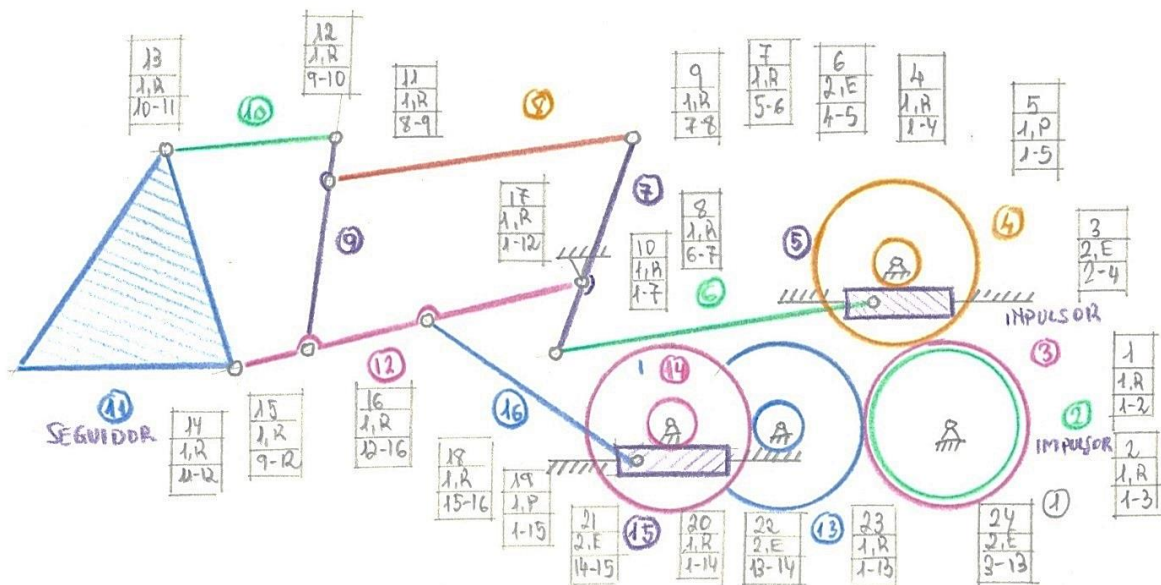 13
1,R
10-11
12
1,R
9-10
11
1,R
8-9
9
1,R
7-8
7
1,R
5-6
6
2,E
4-5
4
1,R
1-4
5
1,P
1-5
10
8
17
1,R
1-12
7
8
1,R
6-7
5
4
3
2,E
2-4
9
10
1,R
1-7
6
IMPULSOR
12
14
3
1
1,R
1-2
11
SEGUIDOR
14
1,R
11-12
15
1,R
9-12
16
1,R
12-16
16
2
IMPULSOR
2
1,R
1-3
18
1,R
15-16
19
1,P
1-15
21
2,E
14-15
15
20
1,R
1-14
22
2,E
13-14
13
23
1,R
1-13
24
2,E
3-13
1